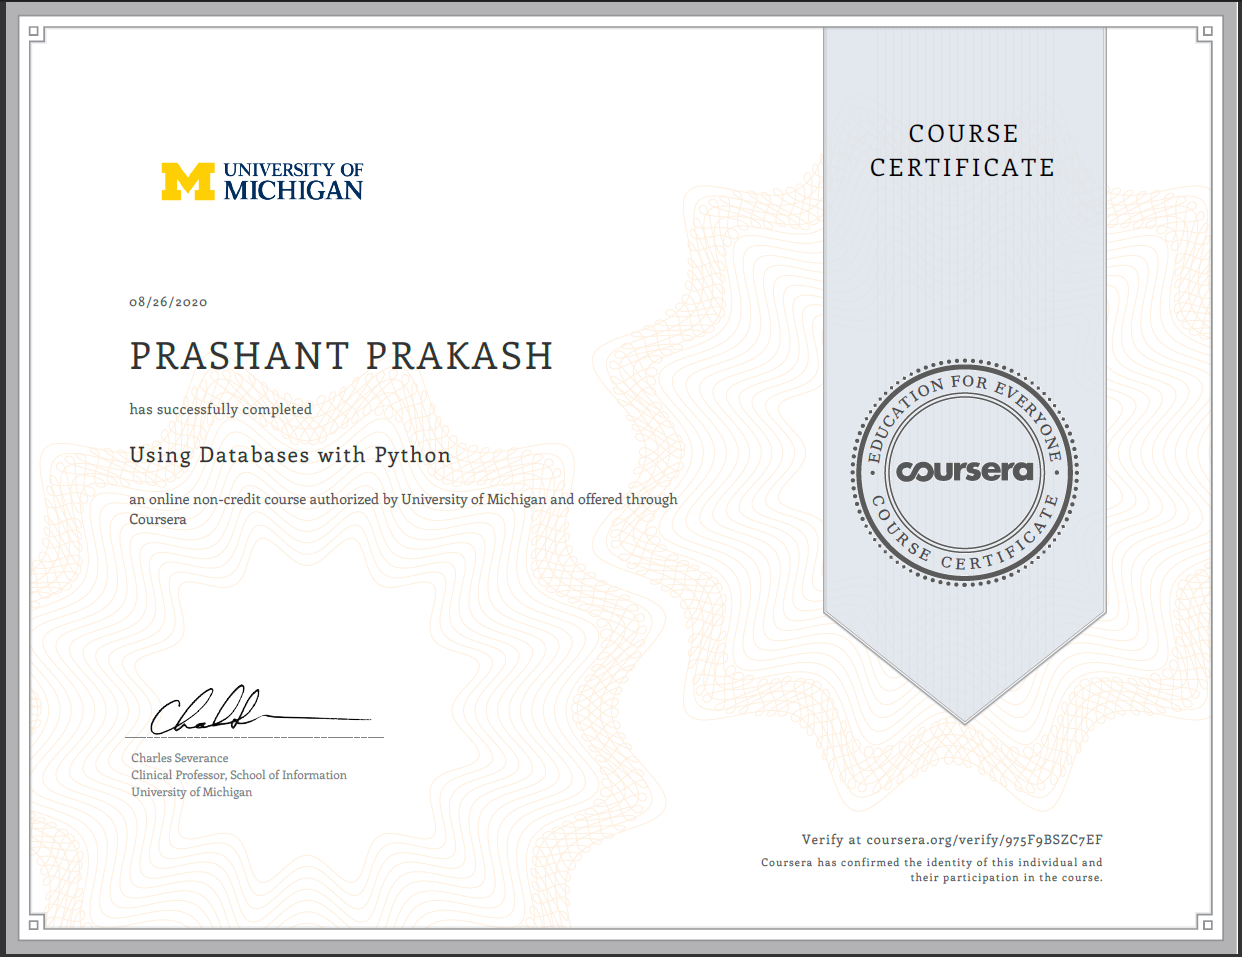 COURSE
CERTIFICATE
UNIVERSITY OF
MICHIGAN
08/26/2020
PRASHANT PRAKASH
has successfully completed
Using Databases with Python
an online non-credit course authorized by University of Michigan and offered through
Coursera
EDUCATION FOR EVERYONE
coursera
COURSE CERTIFICATE
Charles Severance
Clinical Professor, School of Information
University of Michigan
Verify at coursera.org/verify/975F9BSZC7EF
Coursera has confirmed the identity of this individual and
their participation in the course.